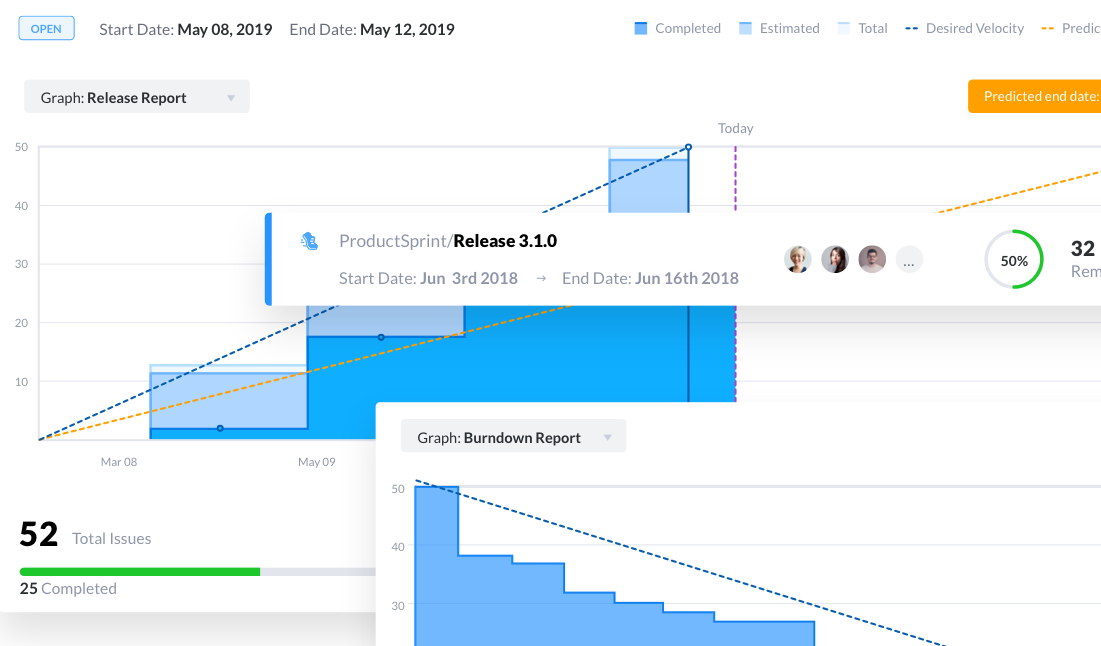 OPEN Start Date: May 08, 2019 End Date: May 12, 2019
Completed Estimated Total Desired Velocity Predic
Graph: Release Report
Predicted end date:
Today
50
40
30
20
10
ProductSprint/Release 3.1.0
Start Date: Jun 3rd 2018 → End Date: Jun 16th 2018
...
50%
32
Rem
Mar 08 May 09
52 Total Issues
25 Completed
Graph: Burndown Report
50
40
30